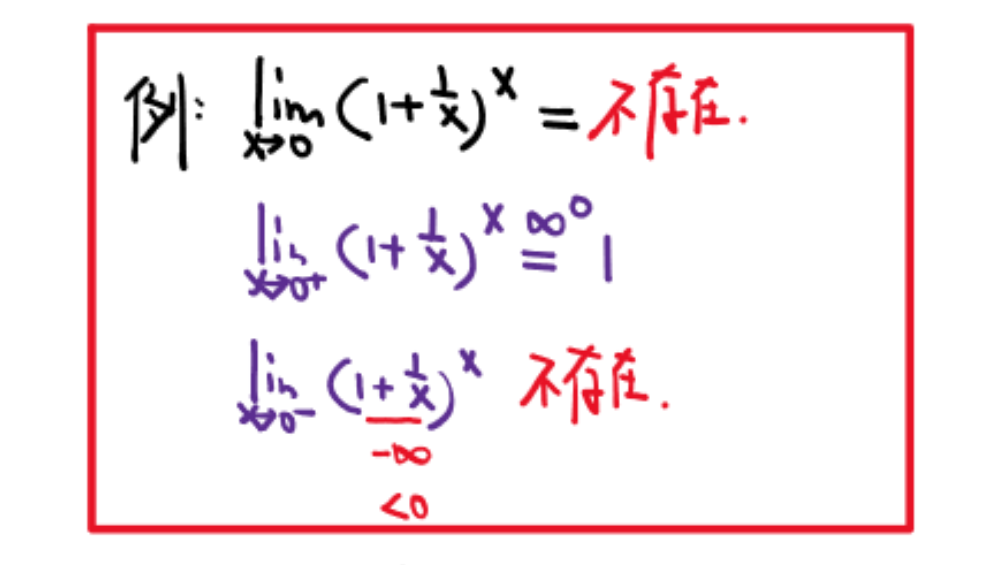 例: lim x→0 (1+1/x)^x = 不存在.
lim x→0+ (1+1/x)^x ∞^0 = 1
lim x→0- (1+1/x)^x 不存在.
-∞
<0